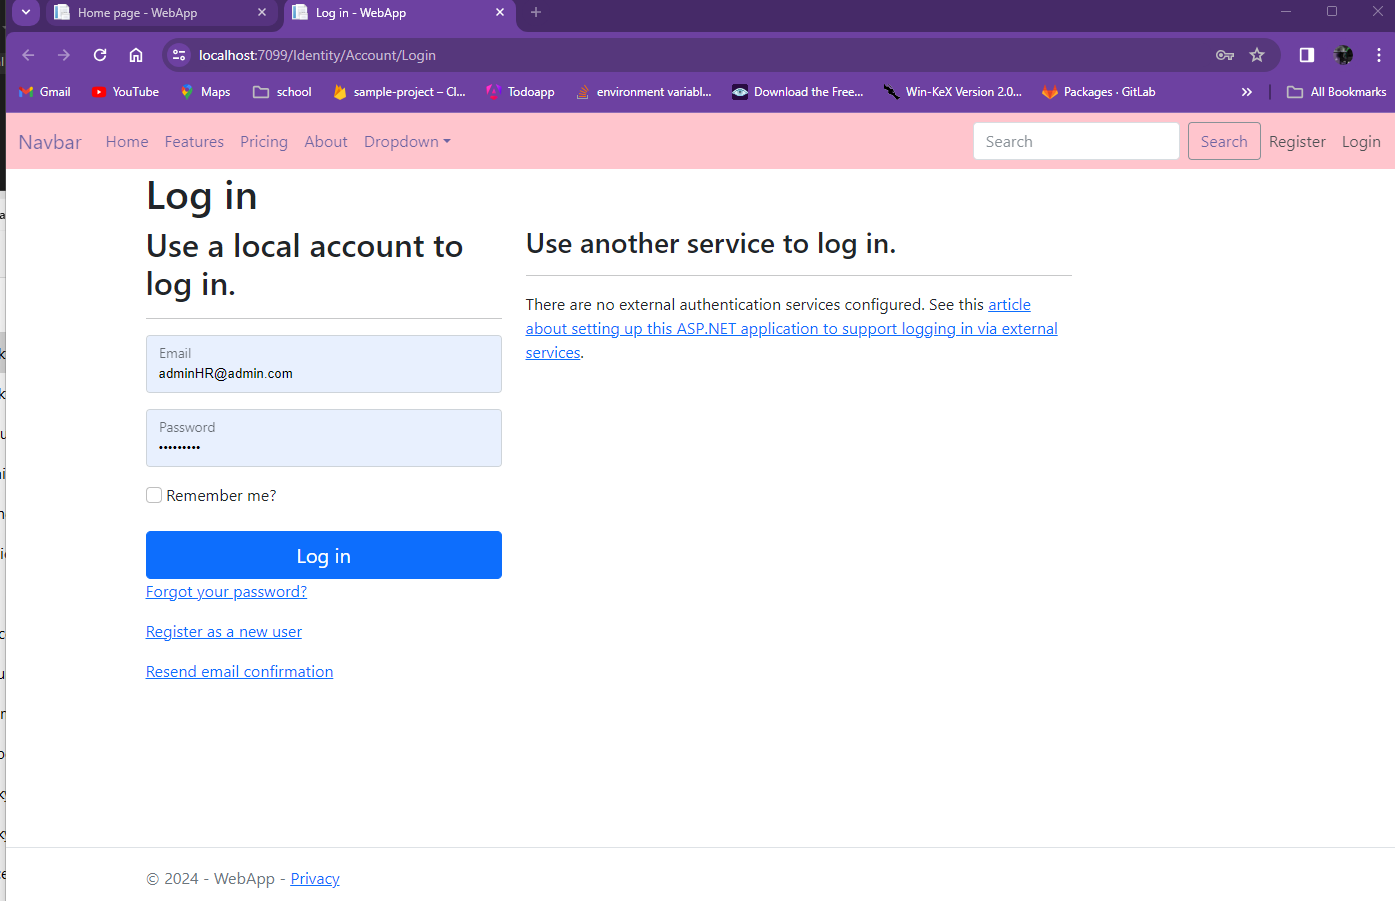 Home page - WebApp
Log in - WebApp
localhost:7099/Identity/Account/Login
Gmail YouTube Maps school sample-project – Cl... Todoapp environment variabl... Download the Free... Win-KeX Version 2.0... Packages · GitLab » All Bookmarks
Navbar Home Features Pricing About Dropdown Search Search Register Login
Log in
Use a local account to
log in.
Email
adminHR@admin.com
Password
•••••••••
Remember me?
Log in
Forgot your password?
Register as a new user
Resend email confirmation
Use another service to log in.
There are no external authentication services configured. See this article
about setting up this ASP.NET application to support logging in via external
services.
© 2024 - WebApp - Privacy